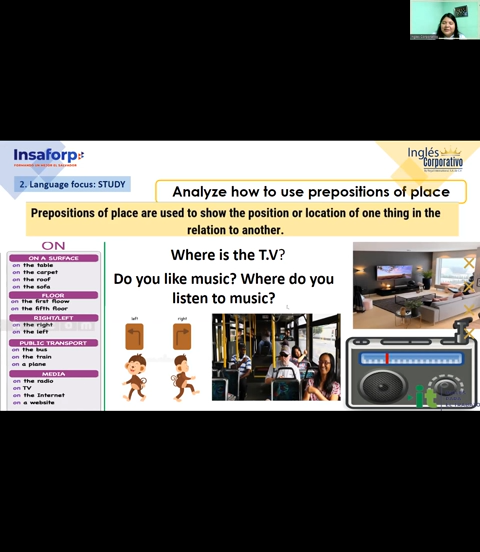 Insaforp
Inglés
Corporativo
2. Language focus: STUDY
Analyze how to use prepositions of place
Prepositions of place are used to show the position or location of one thing in the
relation to another.
ON
ON A SURFACE
on the table
on the carpet
on the roof
on the sofa
FLOOR
on the first floow
on the fifth floor
RIGHT/LEFT
on the right
on the left
PUBLIC TRANSPORT
on the bus
on the train
on a plane
MEDIA
on the radio
on TV
on the Internet
on a website
Where is the T.V?
Do you like music? Where do you
listen to music?
left
right
it